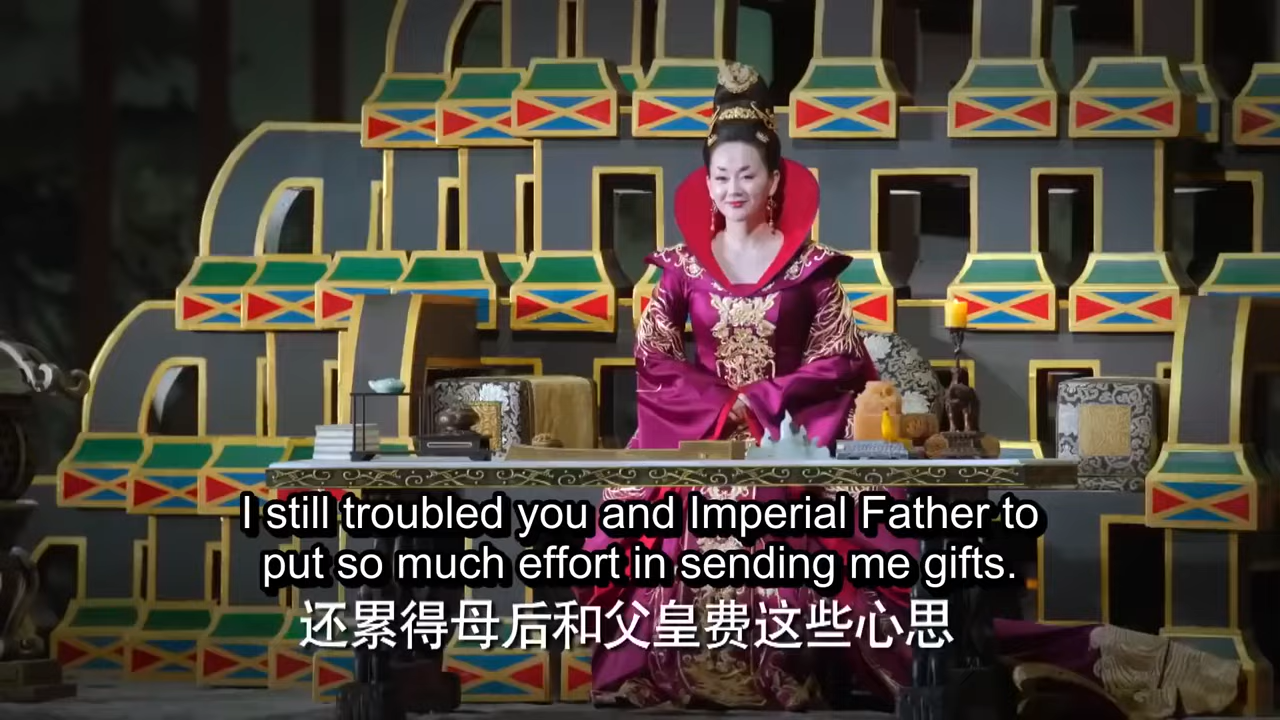 I still troubled you and Imperial Father to
put so much effort in sending me gifts.
还累得母后和父皇费这些心思